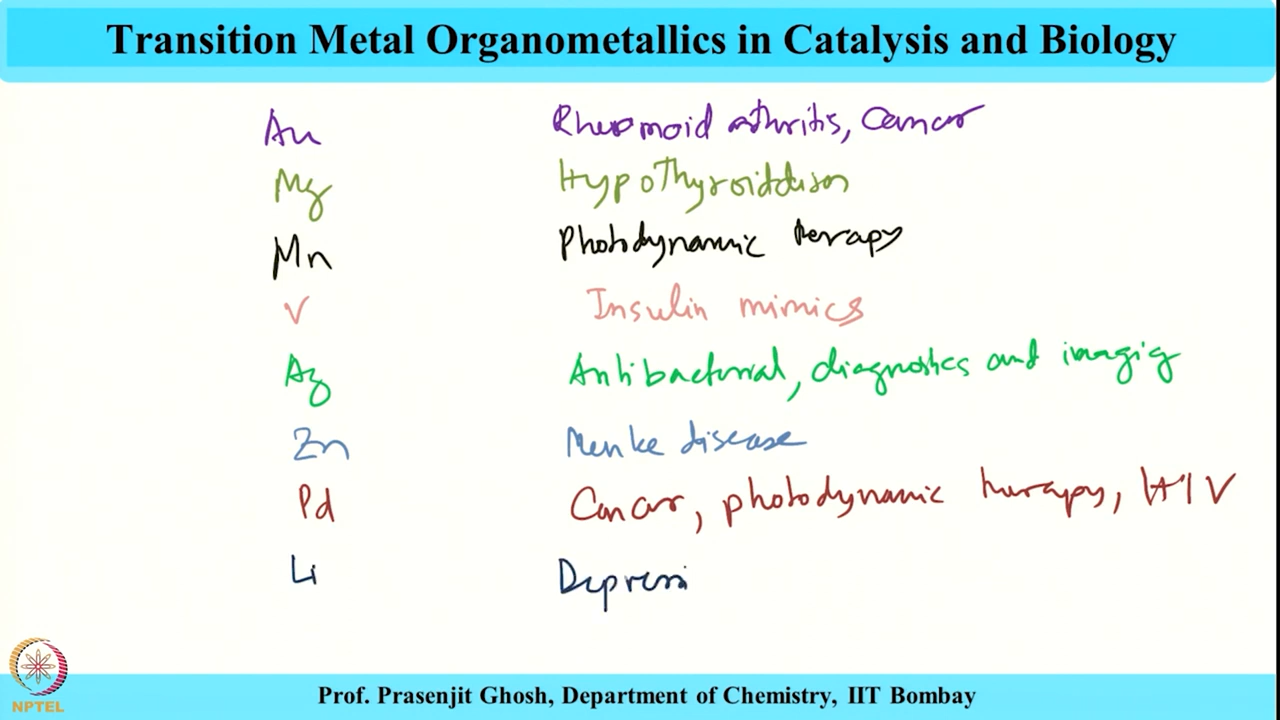 Transition Metal Organometallics in Catalysis and Biology
Au Rheumoid arthritis, Cancer
Mg Hypothyroiddism
Mn Photodynamic therapy
V Insulin mimics
Ag Antibacterial, diagnostics and imagig
Zn Menke disease
Pd Cancer, photodynamic therapy, HIV
Li Depressi
NPTEL
Prof. Prasenjit Ghosh, Department of Chemistry, IIT Bombay